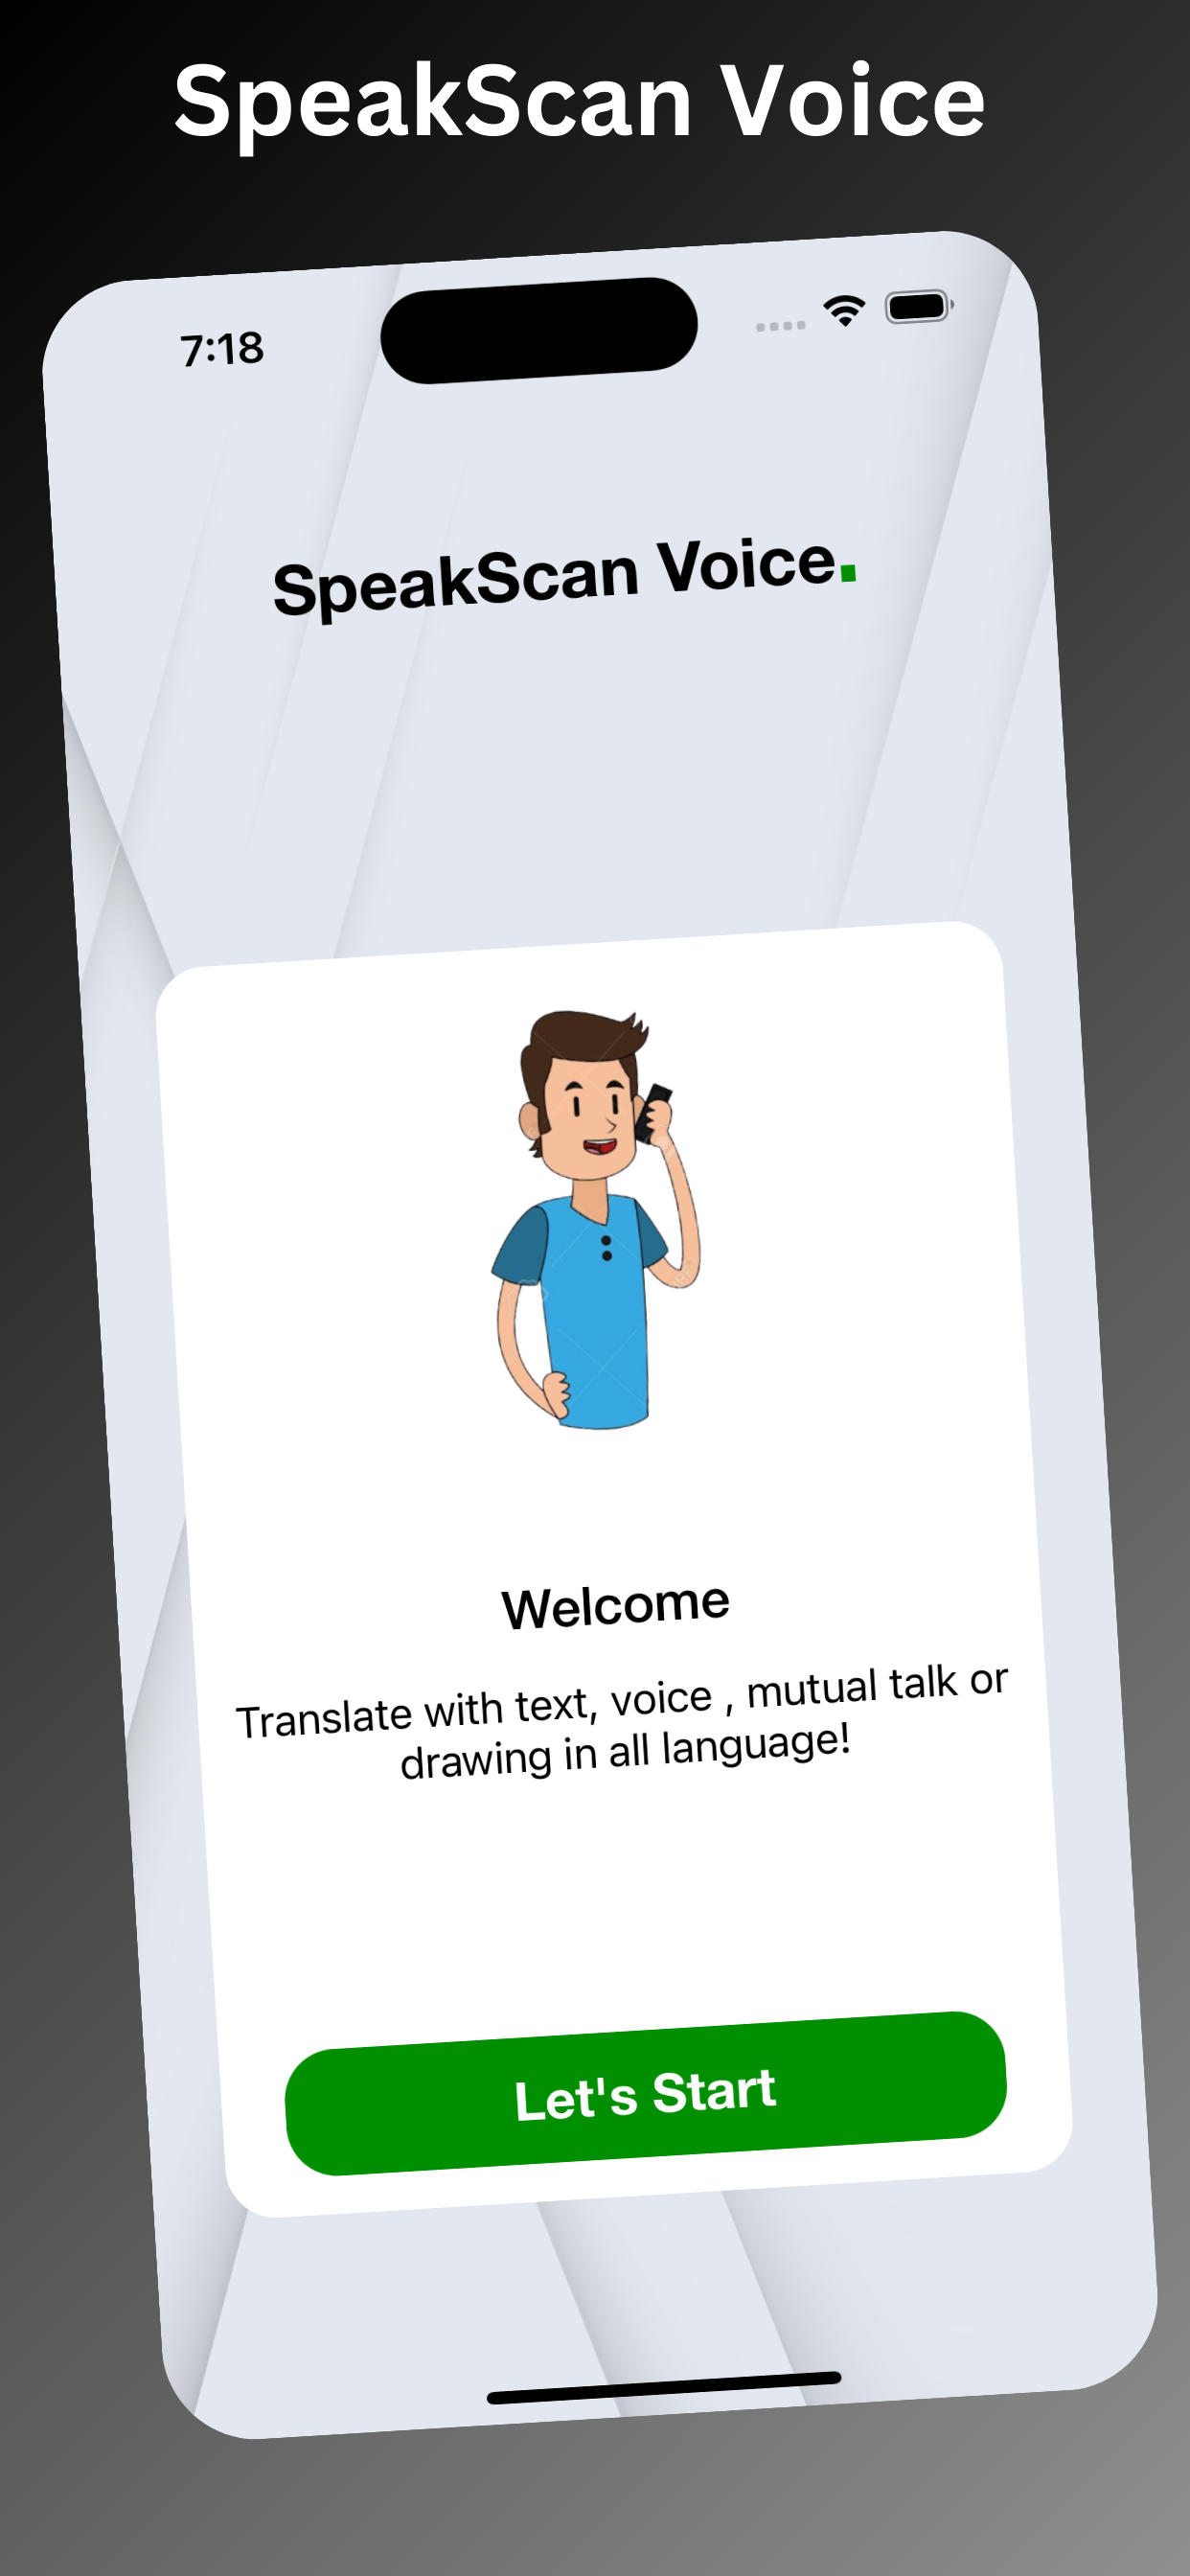 SpeakScan Voice
7:18
SpeakScan Voice.
Welcome
Translate with text, voice , mutual talk or
drawing in all language!
Let's Start